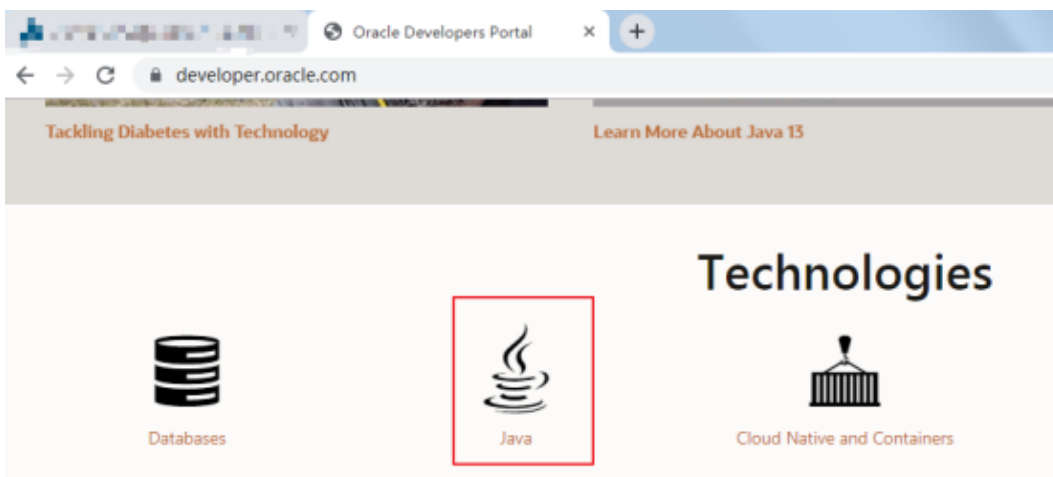 Oracle Developers Portal
developer.oracle.com
Tackling Diabetes with Technology
Learn More About Java 13
Technologies
Databases
Java
Cloud Native and Containers